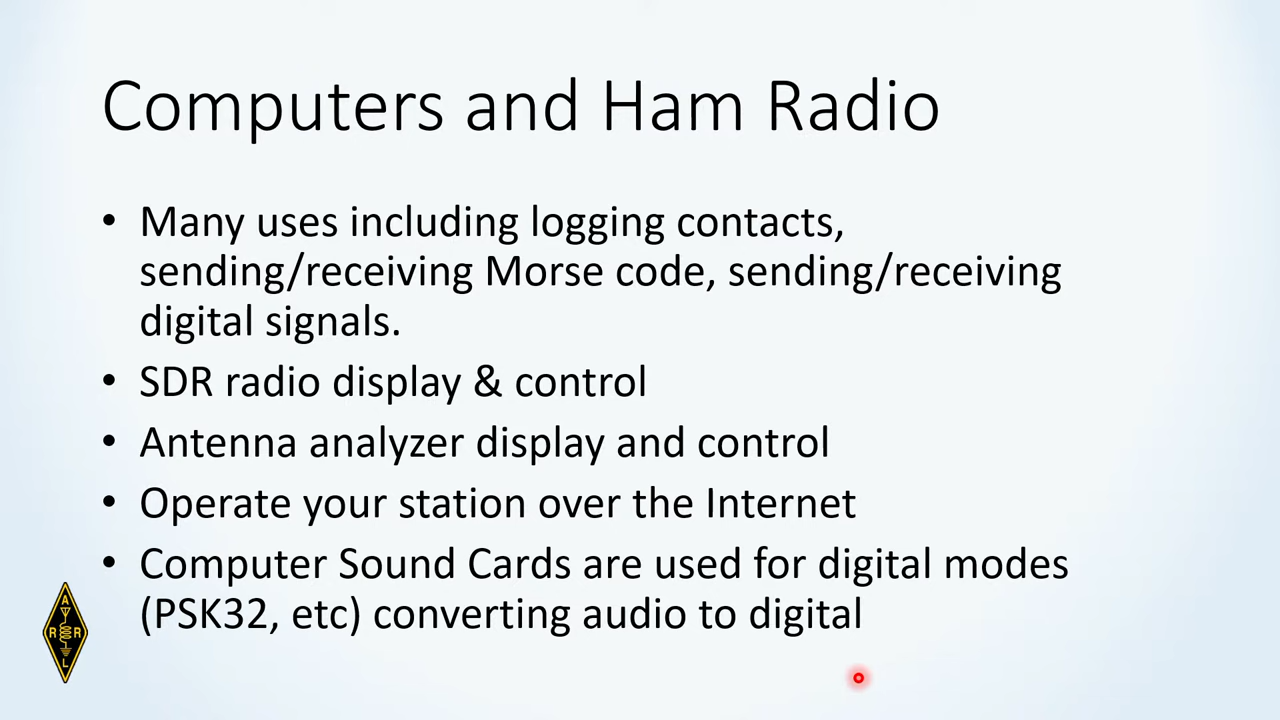 Computers and Ham Radio
• Many uses including logging contacts,
sending/receiving Morse code, sending/receiving
digital signals.
• SDR radio display & control
• Antenna analyzer display and control
• Operate your station over the Internet
• Computer Sound Cards are used for digital modes
(PSK32, etc) converting audio to digital
A
R R
L